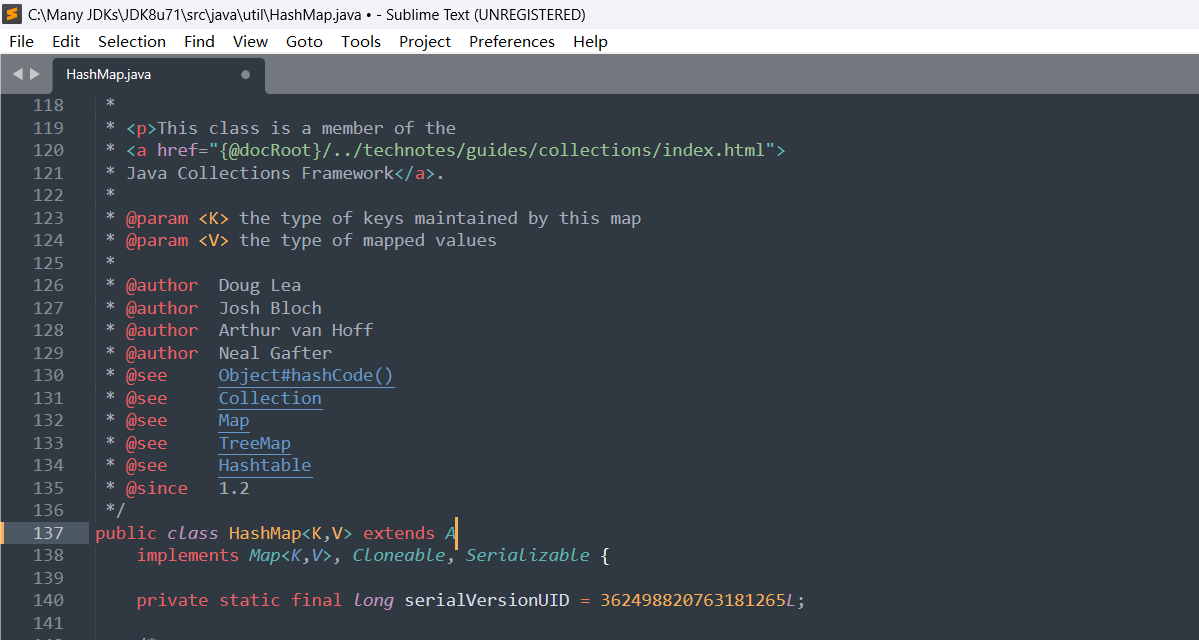 C:\Many JDKs\JDK8u71\src\java\util\HashMap.java • - Sublime Text (UNREGISTERED)
File Edit Selection Find View Goto Tools Project Preferences Help
HashMap.java
118 *
119 * <p>This class is a member of the
120 * <a href="{@docRoot}/../technotes/guides/collections/index.html">
121 * Java Collections Framework</a>.
122 *
123 * @param <K> the type of keys maintained by this map
124 * @param <V> the type of mapped values
125 *
126 * @author  Doug Lea
127 * @author  Josh Bloch
128 * @author  Arthur van Hoff
129 * @author  Neal Gafter
130 * @see     Object#hashCode()
131 * @see     Collection
132 * @see     Map
133 * @see     TreeMap
134 * @see     Hashtable
135 * @since   1.2
136 */
137 public class HashMap<K,V> extends A
138     implements Map<K,V>, Cloneable, Serializable {
139
140     private static final long serialVersionUID = 362498820763181265L;
141